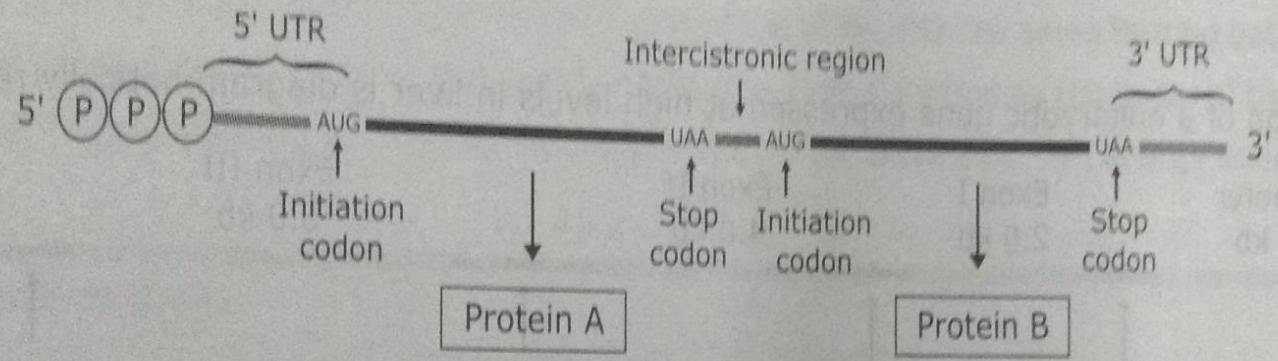 5' UTR
Intercistronic region
3' UTR
5' P P P AUG UAA AUG UAA 3'
Initiation codon
Stop codon
Initiation codon
Stop codon
Protein A
Protein B